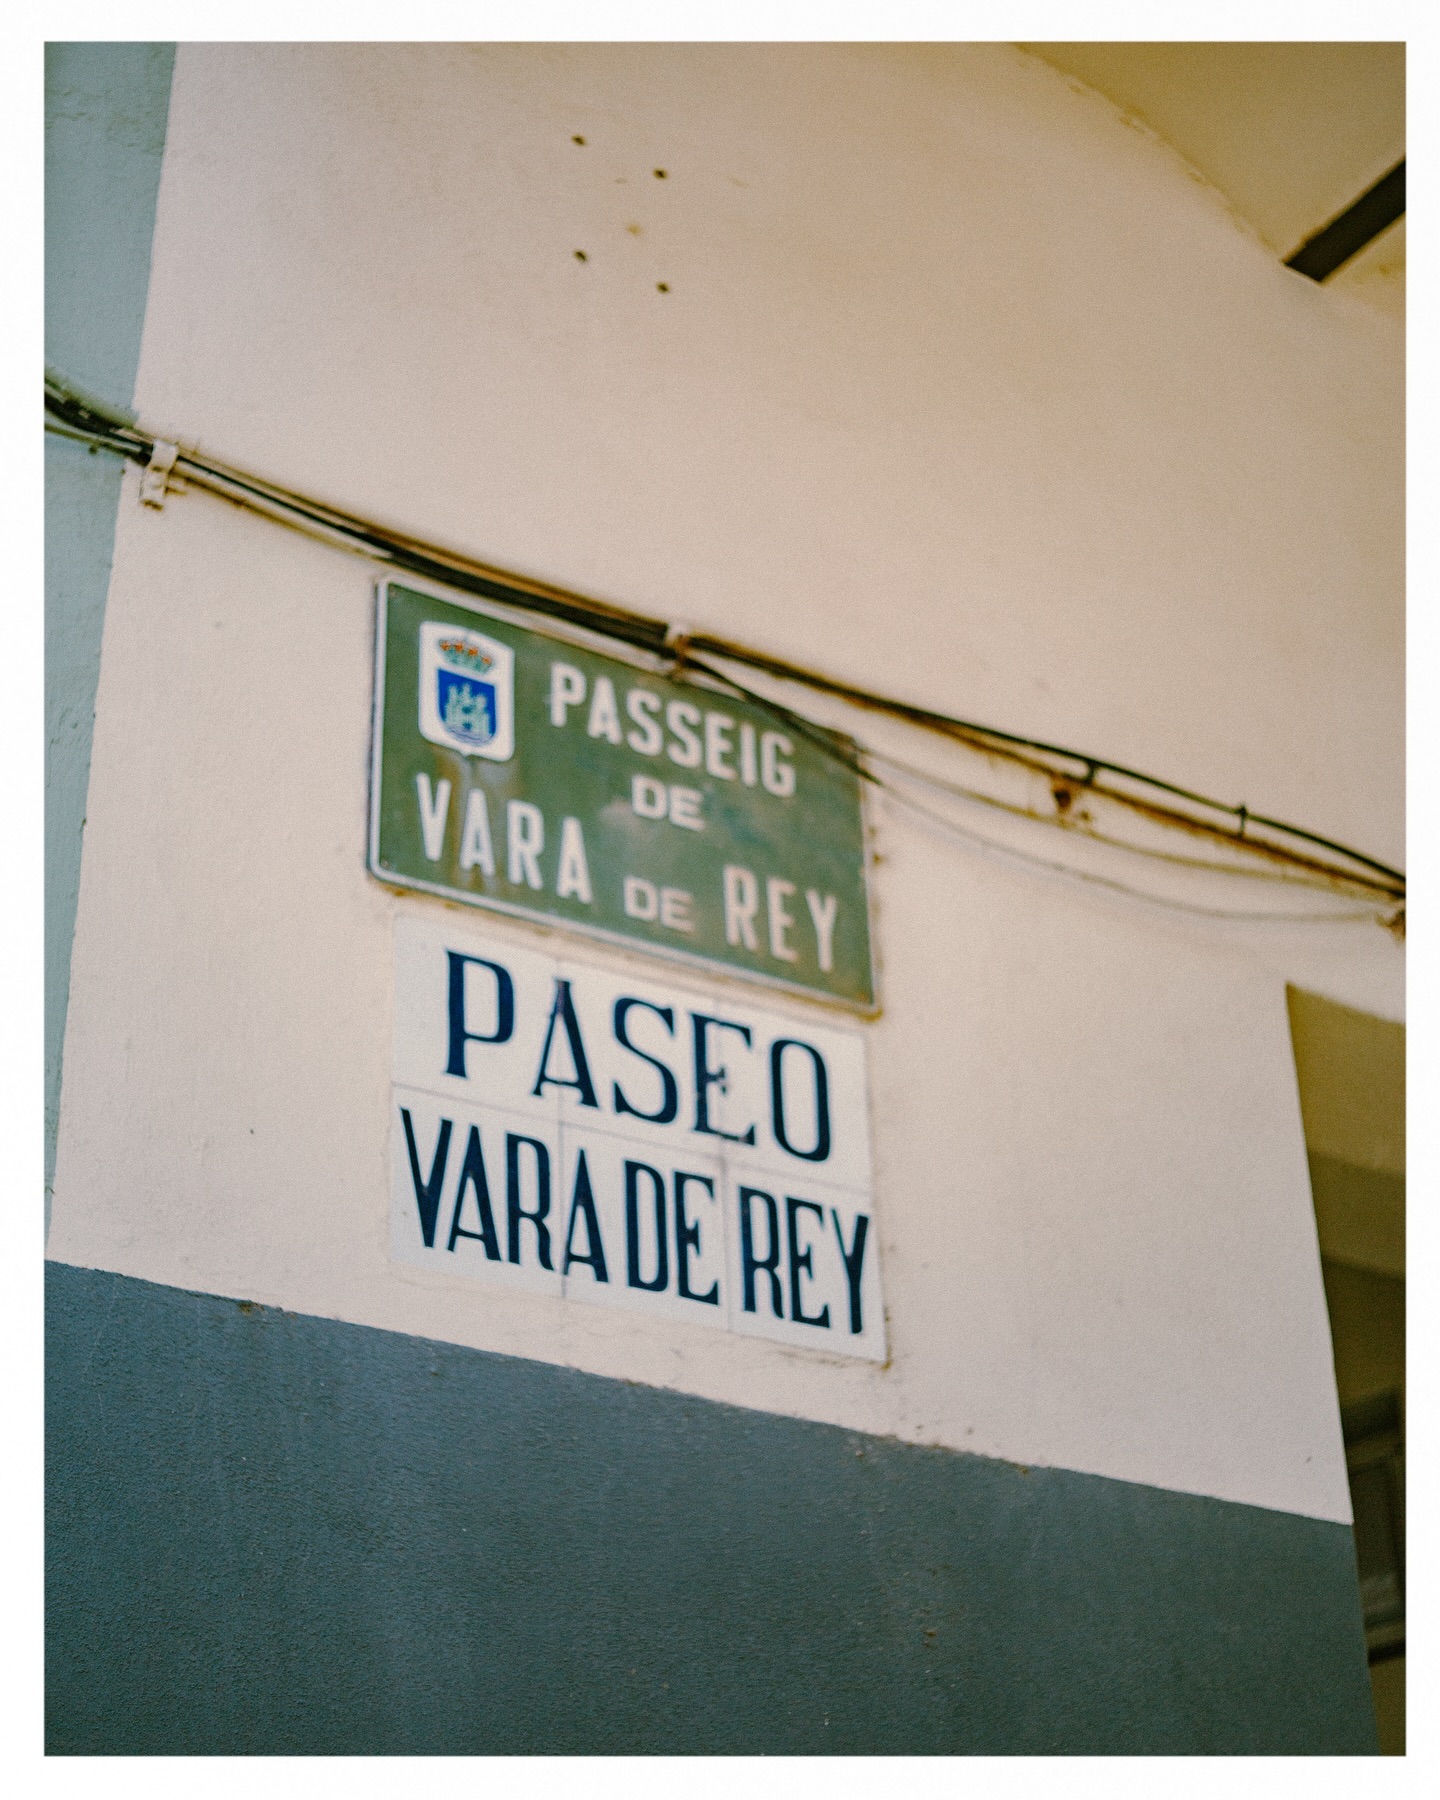 PASSEIG
DE
VARA DE REY
PASEO
VARA DE REY